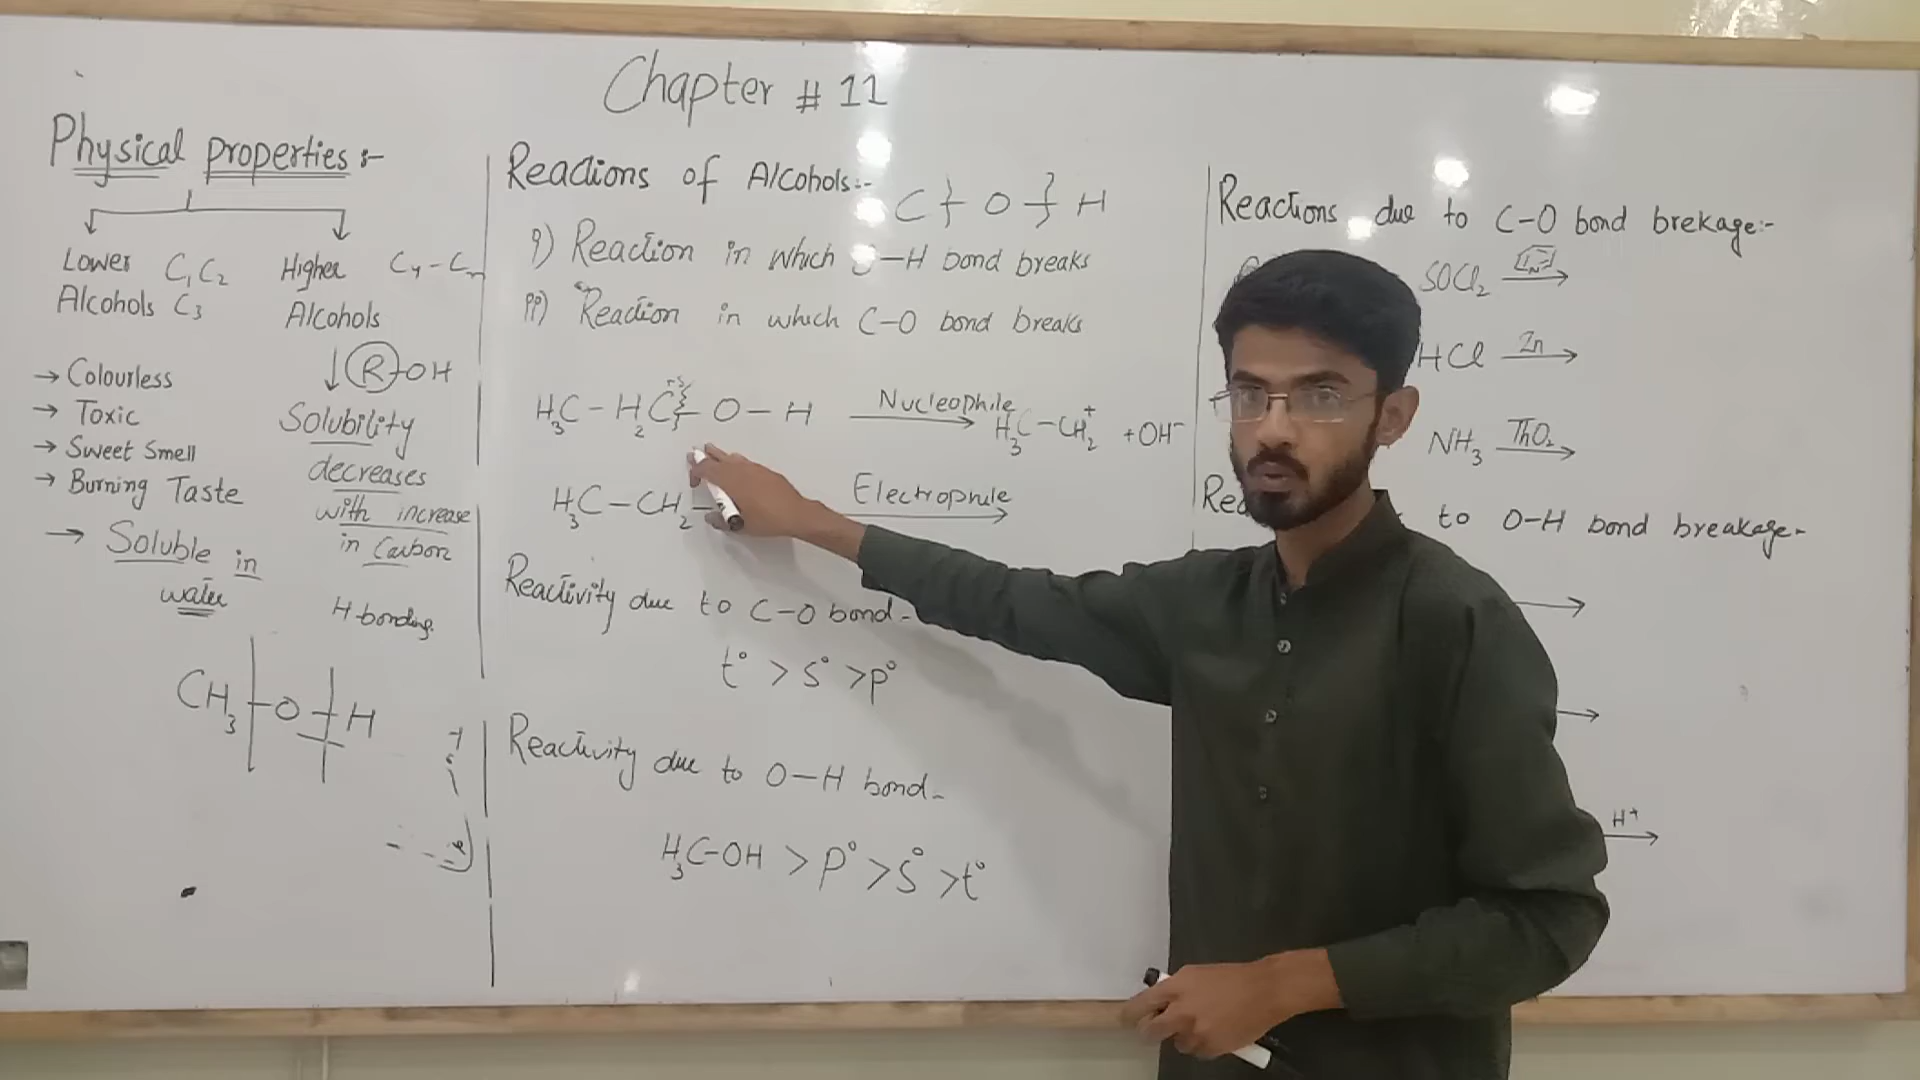 Chapter # 11
Physical properties:-
Lower C1C2
Alcohols C3
Higher C4-Cn
Alcohols
→ Colourless
→ Toxic
→ Sweet Smell
→ Burning Taste
→ Soluble in
water
R-OH
Solubility
decreases
with increase
in Carbon
H-bonding.
CH3-O-H
Reactions of Alcohols:-
C-O-H
i) Reaction in which O-H bond breaks
ii) Reaction in which C-O bond breaks
H3C-H2C-O-H Nucleophile → H3C-CH2+ + OH-
H3C-CH2- Electrophile →
Reactivity due to C-O bond-
t° > s° > p°
Reactivity due to O-H bond-
H3C-OH > p° > s° > t°
Reactions due to C-O bond brekage:-
SOCl2 →
HCl Zn →
NH3 ThO2 →
to O-H bond breakage-
→
→
H+ →